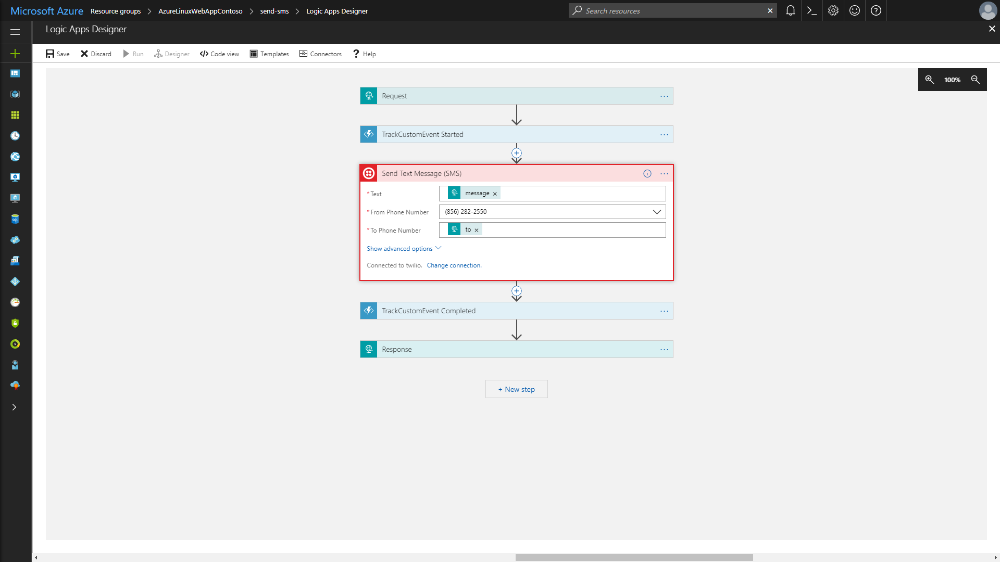 Microsoft Azure Resource groups AzureLinuxWebAppContoso send-sms Logic Apps Designer Search resources
Logic Apps Designer
Save Discard Run Designer Code view Templates Connectors Help
100%
Request
TrackCustomEvent Started
Send Text Message (SMS)
* Text message
* From Phone Number (856) 282-2550
* To Phone Number to
Show advanced options
Connected to twilio. Change connection.
TrackCustomEvent Completed
Response
+ New step